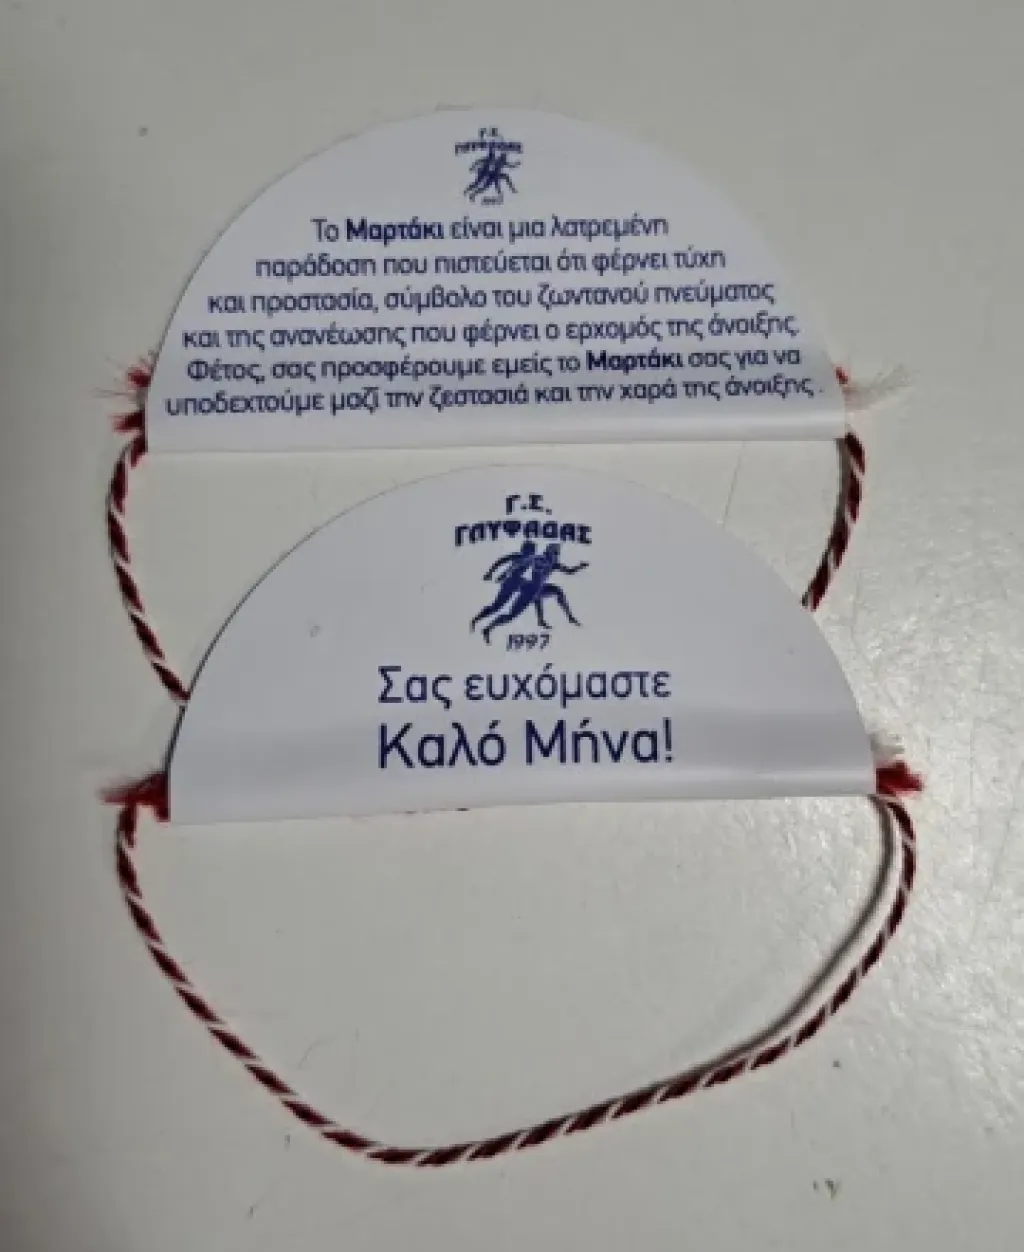 Γ.Σ.
ΓΛΥΦΑΔΑΣ
1997
Το Μαρτάκι είναι μια λατρεμένη
παράδοση που πιστεύεται ότι φέρνει τύχη
και προστασία, σύμβολο του ζωντανού πνεύματος
και της ανανέωσης που φέρνει ο ερχομός της άνοιξης.
Φέτος, σας προσφέρουμε εμείς το Μαρτάκι σας για να
υποδεχτούμε μαζί την ζεστασιά και την χαρά της άνοιξης .
Γ.Σ.
ΓΛΥΦΑΔΑΣ
1997
Σας ευχόμαστε
Καλό Μήνα!